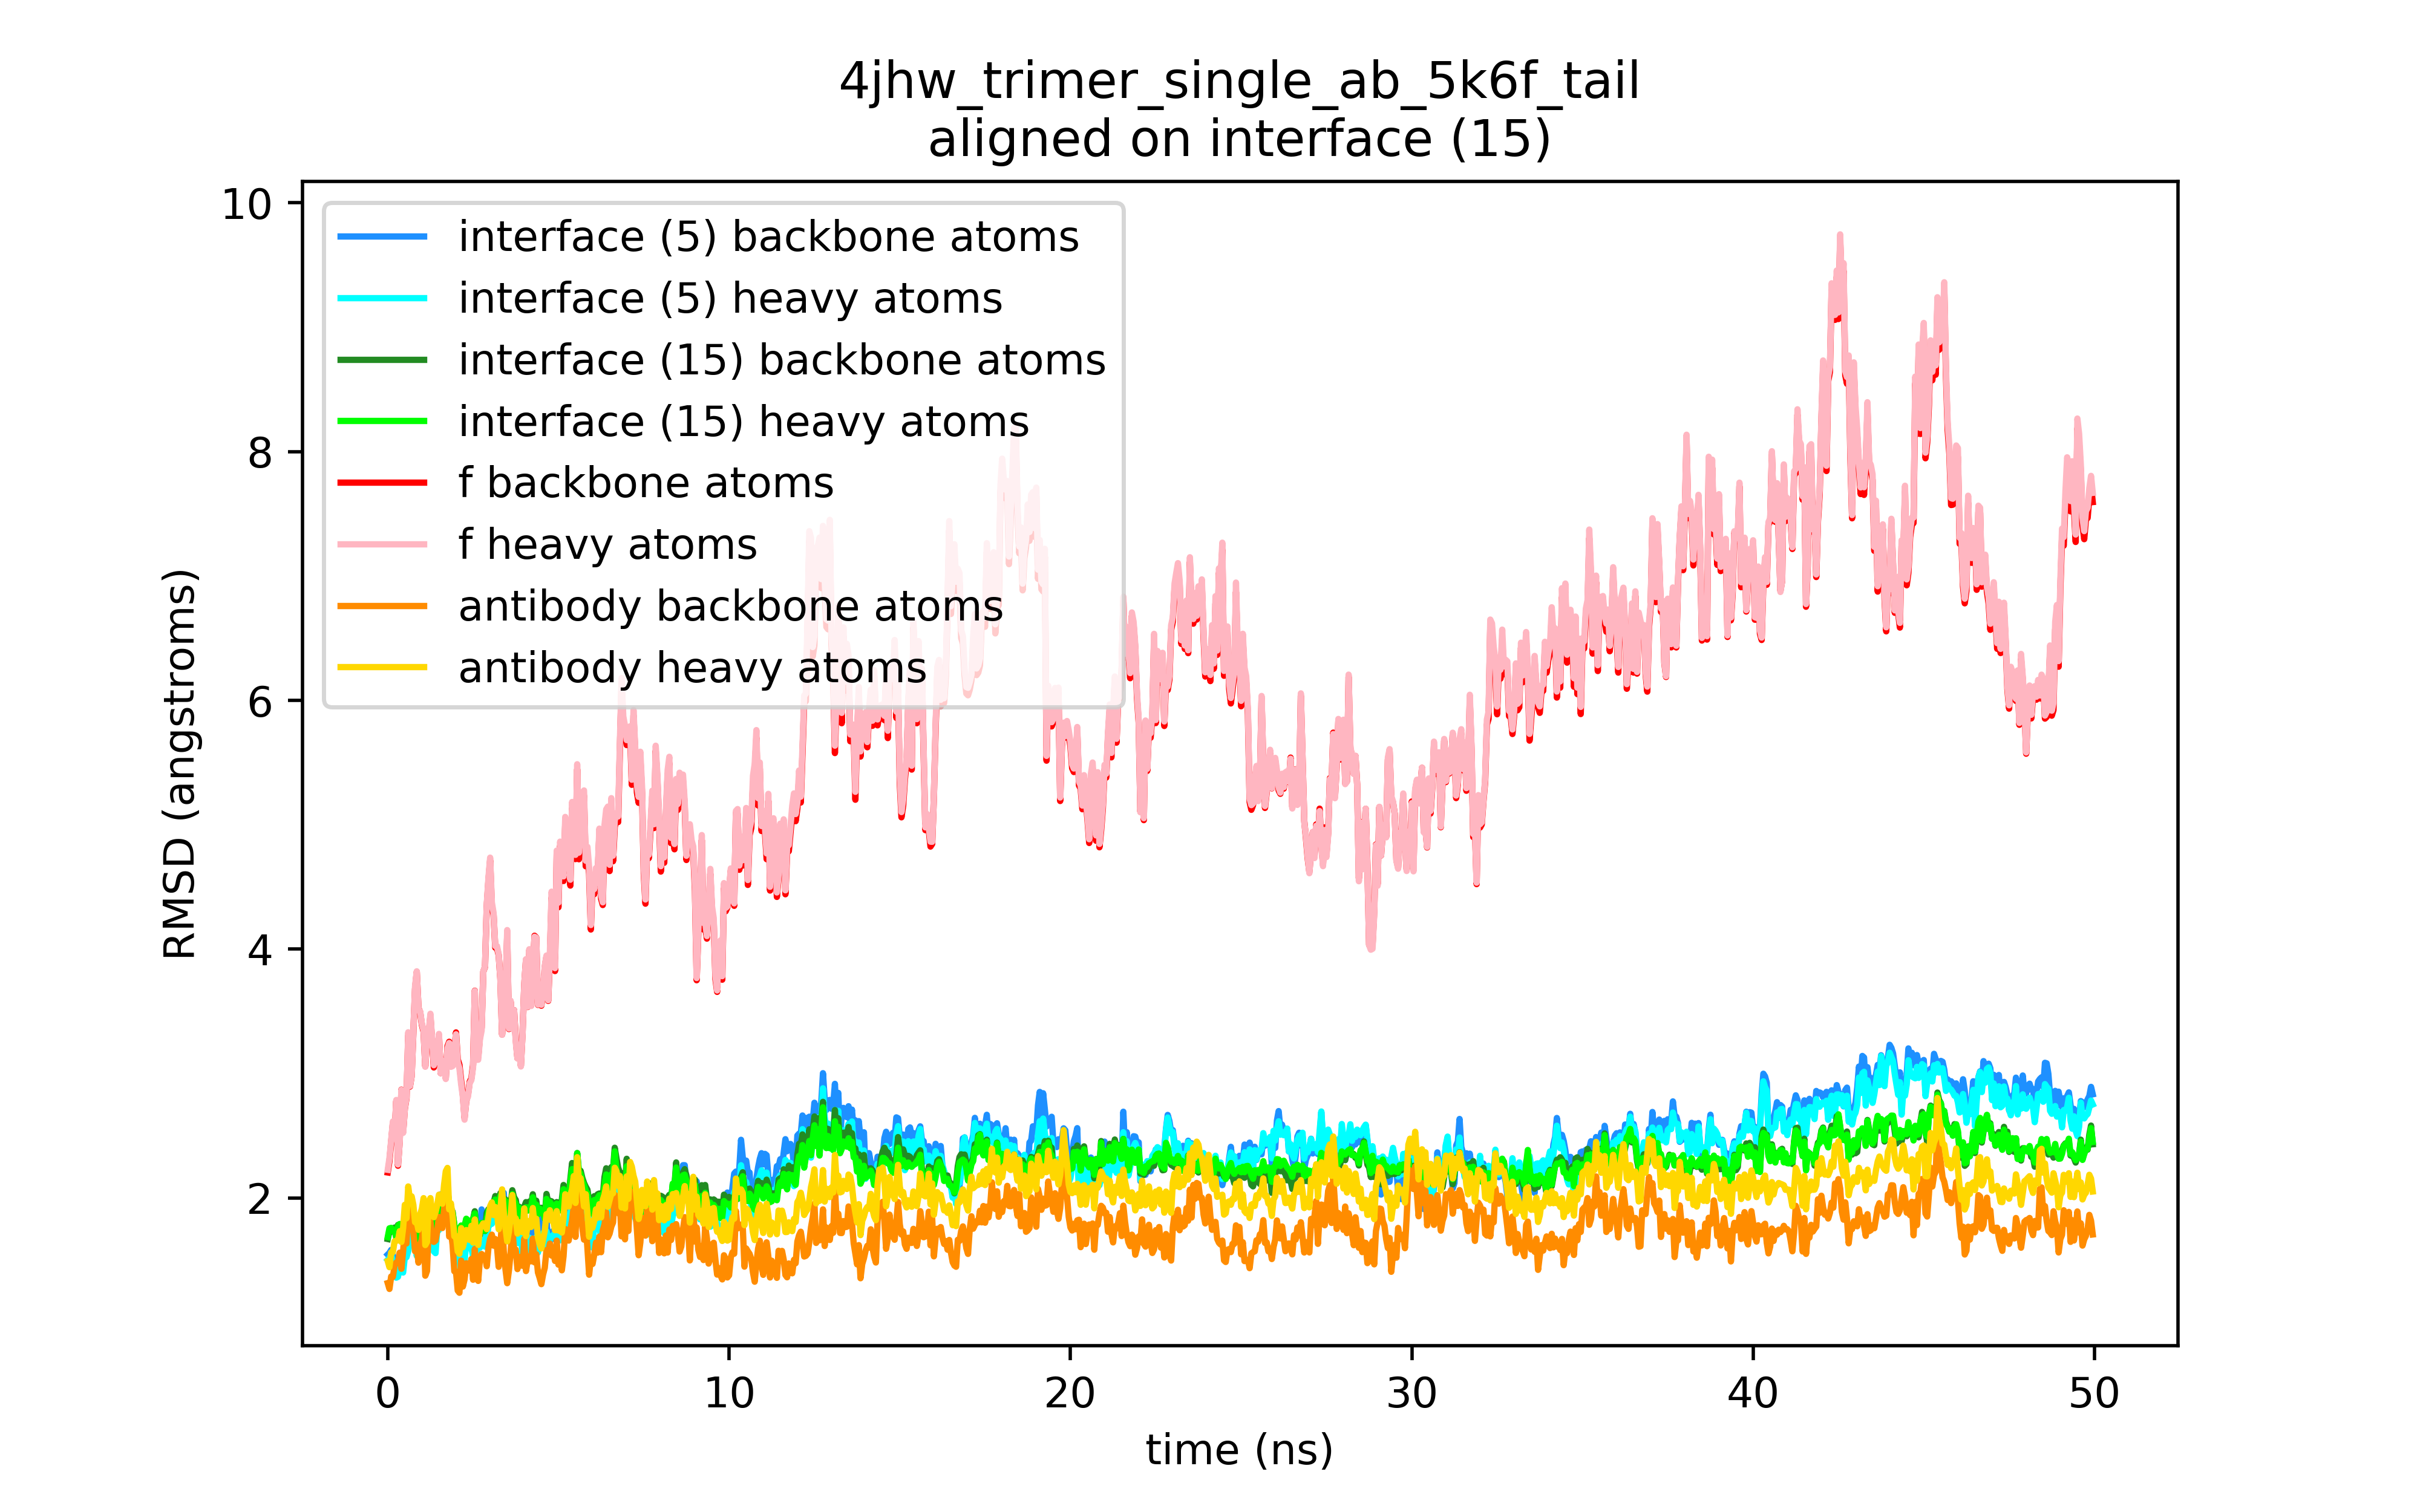 4jhw_trimer_single_ab_5k6f_tail
aligned on interface (15)
10
8
6
4
2
RMSD (angstroms)
interface (5) backbone atoms
interface (5) heavy atoms
interface (15) backbone atoms
interface (15) heavy atoms
f backbone atoms
f heavy atoms
antibody backbone atoms
antibody heavy atoms
0 10 20 30 40 50
time (ns)